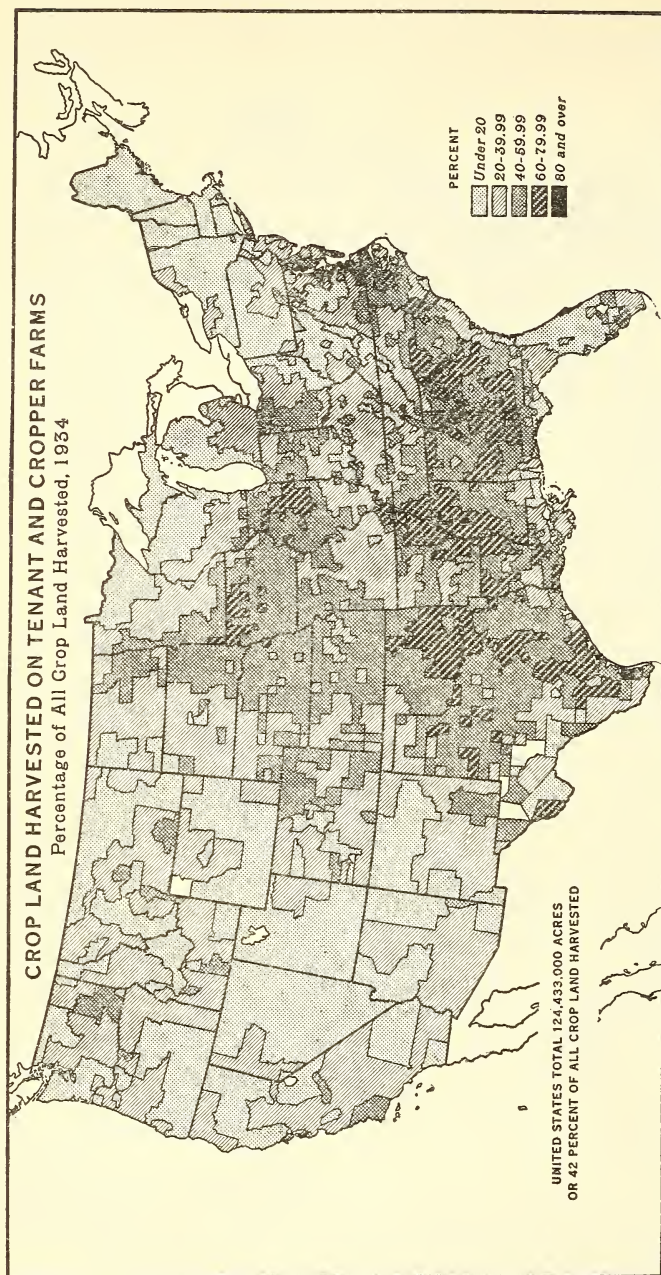 CROP LAND HARVESTED ON TENANT AND CROPPER FARMS
Percentage of All Crop Land Harvested, 1934
PERCENT
Under 20
20-39.99
40-59.99
60-79.99
80 and over
UNITED STATES TOTAL 124,433,000 ACRES
OR 42 PERCENT OF ALL CROP LAND HARVESTED